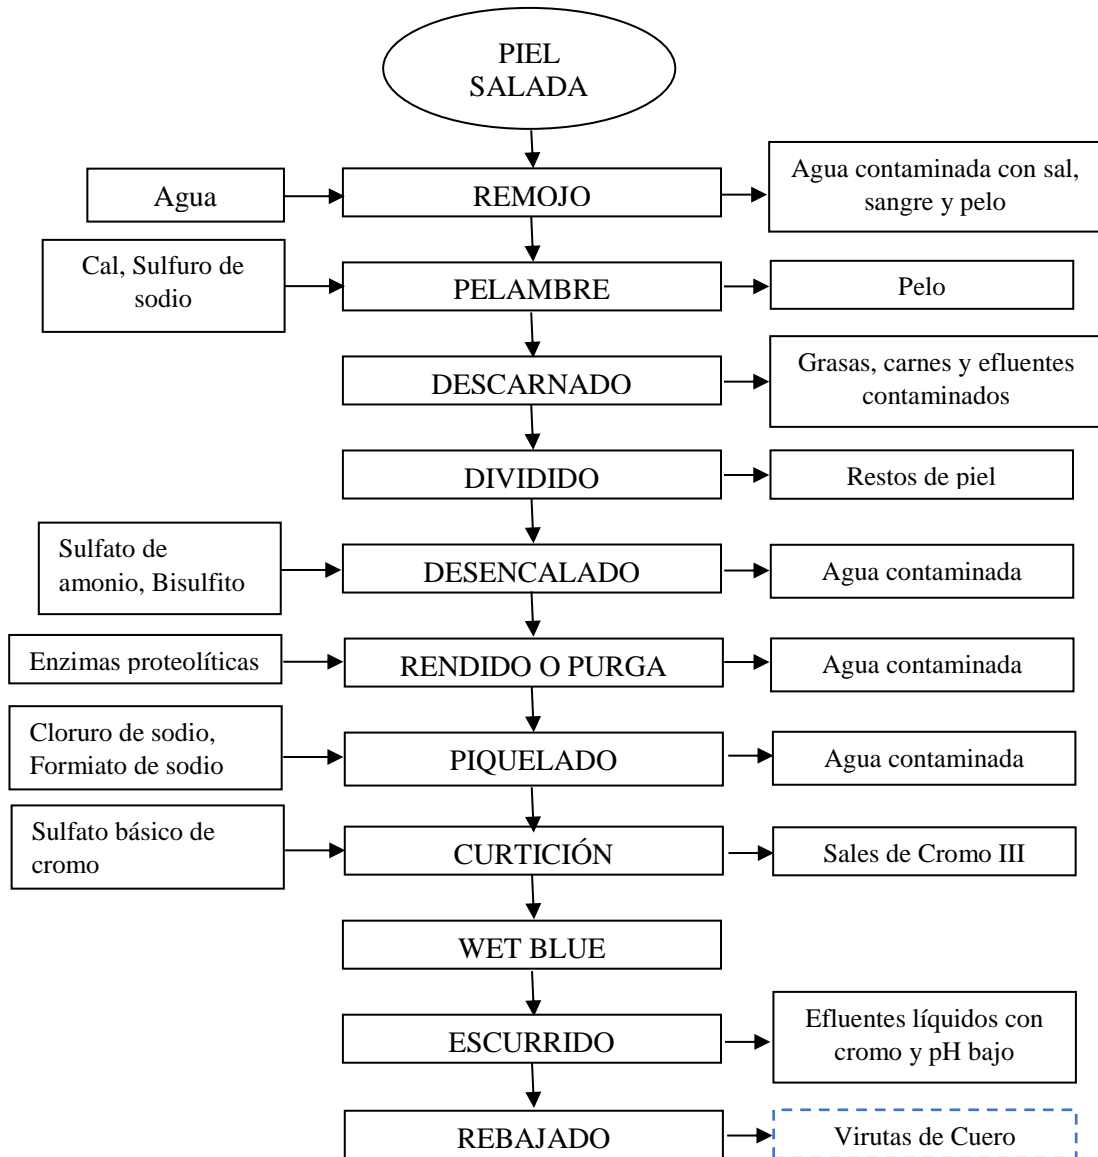 PIEL
SALADA
Agua
REMOJO
Agua contaminada con sal,
sangre y pelo
Cal, Sulfuro de
sodio
PELAMBRE
Pelo
DESCARNADO
Grasas, carnes y efluentes
contaminados
DIVIDIDO
Restos de piel
Sulfato de
amonio, Bisulfito
DESENCALADO
Agua contaminada
Enzimas proteolíticas
RENDIDO O PURGA
Agua contaminada
Cloruro de sodio,
Formiato de sodio
PIQUELADO
Agua contaminada
Sulfato básico de
cromo
CURTICIÓN
Sales de Cromo III
WET BLUE
ESCURRIDO
Efluentes líquidos con
cromo y pH bajo
REBAJADO
Virutas de Cuero